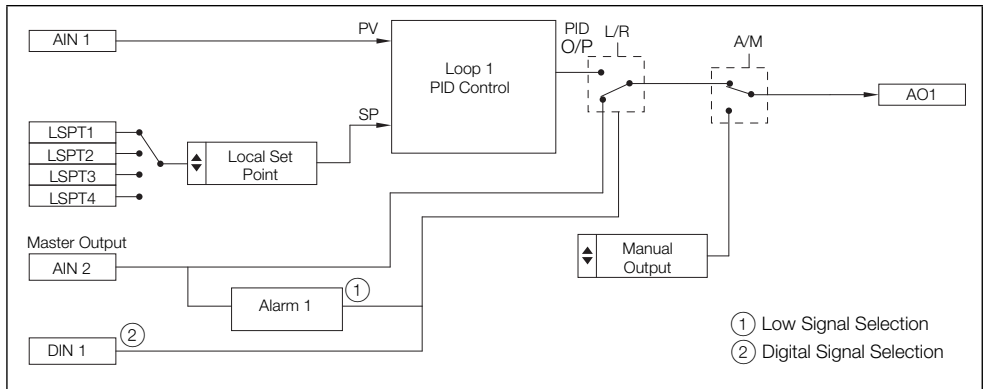 AIN 1
PV
Loop 1
PID Control
PID
O/P
L/R
A/M
AO1
SP
LSPT1
LSPT2
LSPT3
LSPT4
Local Set
Point
Master Output
AIN 2
Alarm 1
1
Manual
Output
DIN 1
2
1 Low Signal Selection
2 Digital Signal Selection